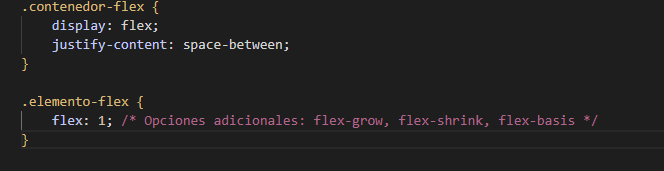 .contenedor-flex {
    display: flex;
    justify-content: space-between;
}

.elemento-flex {
    flex: 1; /* Opciones adicionales: flex-grow, flex-shrink, flex-basis */
}